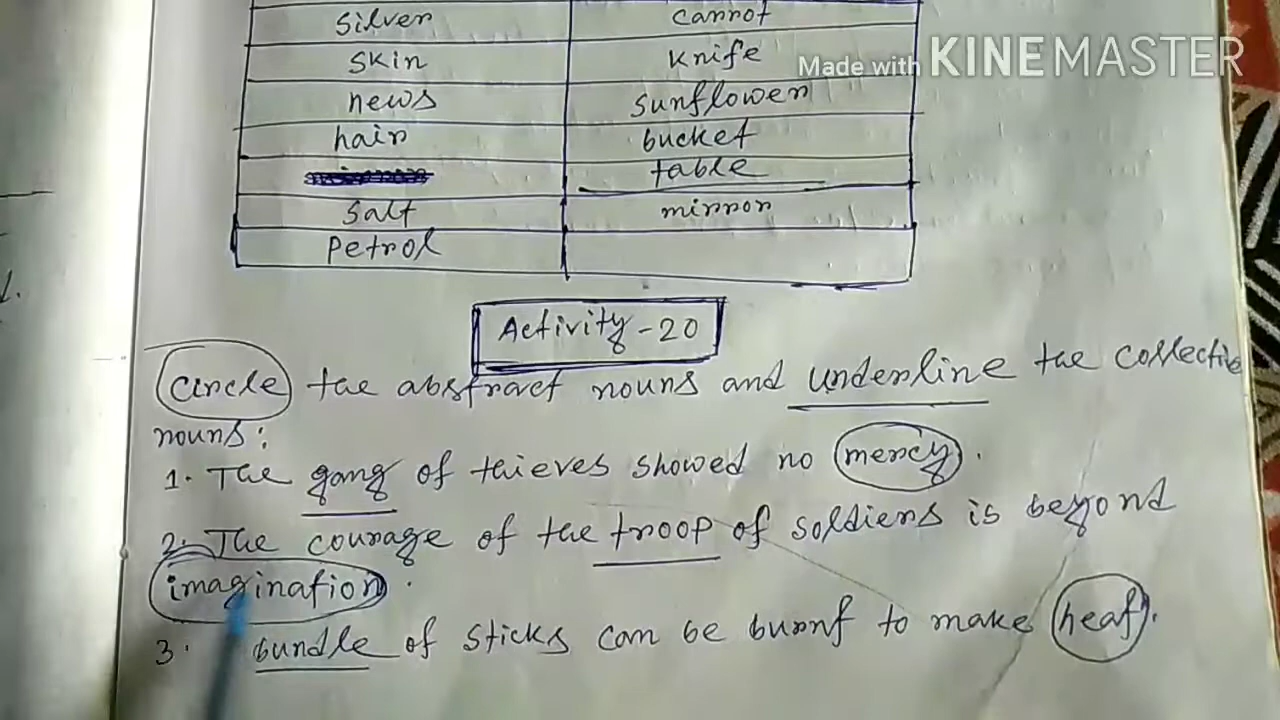 silver carrot
skin knife
Made with KINEMASTER
news sunflower
hair bucket
table
salt mirror
Petrol
Activity-20
circle the abstract nouns and underline the collective
nouns:
1. The gang of thieves showed no mercy.
2. The courage of the troop of soldiers is beyond
imagination.
3. bundle of sticks can be burnt to make heat.